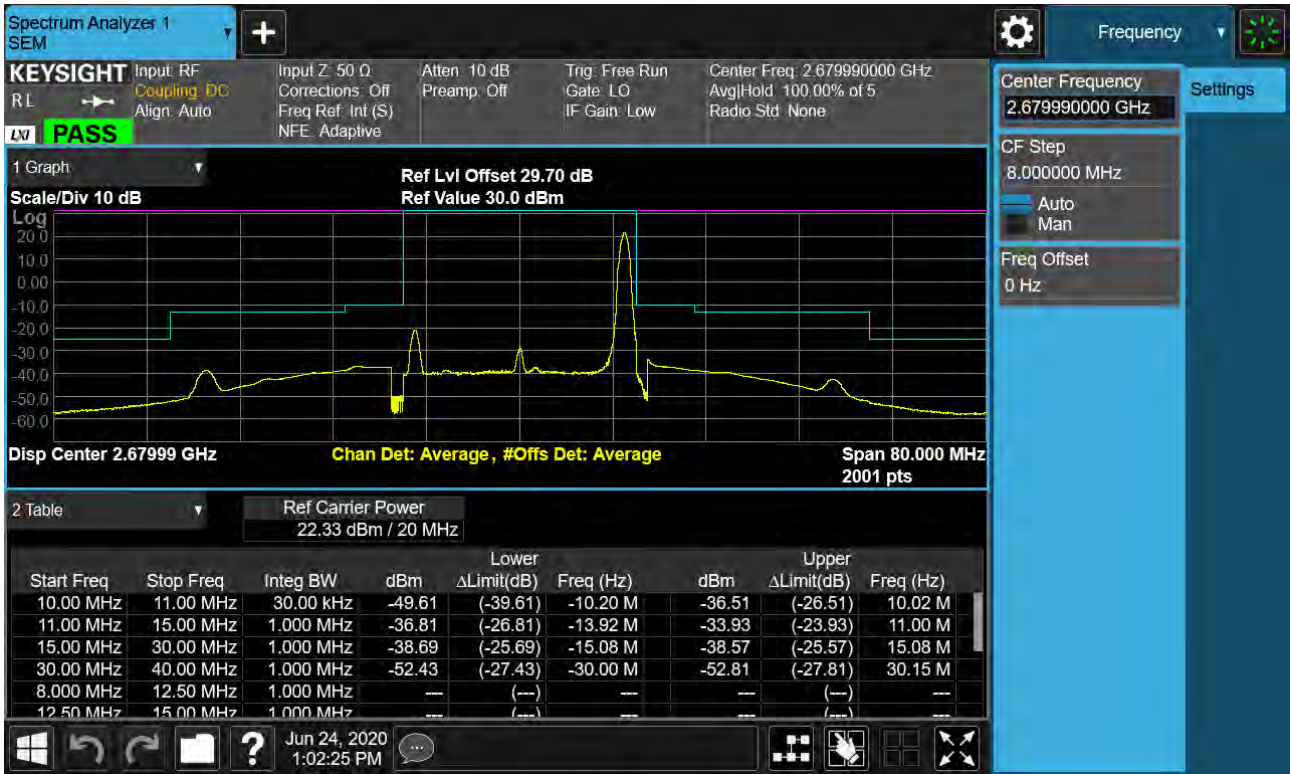 Spectrum Analyzer 1
SEM
Frequency
KEYSIGHT
RL
LXI
PASS
Input: RF
Coupling: DC
Align: Auto
Input Z: 50 Ω
Corrections: Off
Freq Ref: Int (S)
NFE: Adaptive
Atten: 10 dB
Preamp: Off
Trig: Free Run
Gate: LO
IF Gain: Low
Center Freq: 2.679990000 GHz
Avg|Hold: 100.00% of 5
Radio Std: None
Center Frequency
2.679990000 GHz
Settings
CF Step
8.000000 MHz
Auto
Man
Freq Offset
0 Hz
1 Graph
Scale/Div 10 dB
Ref Lvl Offset 29.70 dB
Ref Value 30.0 dBm
Log
20.0
10.0
0.00
-10.0
-20.0
-30.0
-40.0
-50.0
-60.0
Disp Center 2.67999 GHz
Chan Det: Average, #Offs Det: Average
Span 80.000 MHz
2001 pts
2 Table
Ref Carrier Power
22.33 dBm / 20 MHz
Lower Upper
Start Freq Stop Freq Integ BW dBm ΔLimit(dB) Freq (Hz) dBm ΔLimit(dB) Freq (Hz)
10.00 MHz 11.00 MHz 30.00 kHz -49.61 (-39.61) -10.20 M -36.51 (-26.51) 10.02 M
11.00 MHz 15.00 MHz 1.000 MHz -36.81 (-26.81) -13.92 M -33.93 (-23.93) 11.00 M
15.00 MHz 30.00 MHz 1.000 MHz -38.69 (-25.69) -15.08 M -38.57 (-25.57) 15.08 M
30.00 MHz 40.00 MHz 1.000 MHz -52.43 (-27.43) -30.00 M -52.81 (-27.81) 30.15 M
8.000 MHz 12.50 MHz 1.000 MHz --- (---) --- --- (---) ---
12.50 MHz 15.00 MHz 1.000 MHz --- (---) --- --- (---) ---
Jun 24, 2020
1:02:25 PM